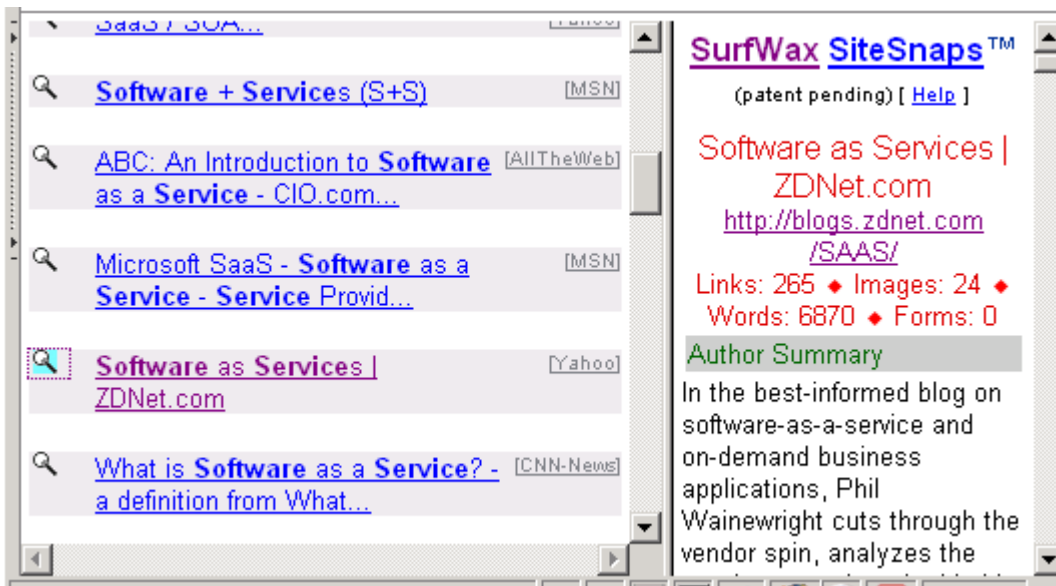 SaaS / SOA...
[Yahoo]
Software + Services (S+S)
[MSN]
ABC: An Introduction to Software
as a Service - CIO.com...
[AllTheWeb]
Microsoft SaaS - Software as a
Service - Service Provid...
[MSN]
Software as Services |
ZDNet.com
[Yahoo]
What is Software as a Service? -
a definition from What...
[CNN-News]
SurfWax SiteSnaps™
(patent pending) [ Help ]
Software as Services |
ZDNet.com
http://blogs.zdnet.com
/SAAS/
Links: 265 ◆ Images: 24 ◆
Words: 6870 ◆ Forms: 0
Author Summary
In the best-informed blog on
software-as-a-service and
on-demand business
applications, Phil
Wainewright cuts through the
vendor spin, analyzes the